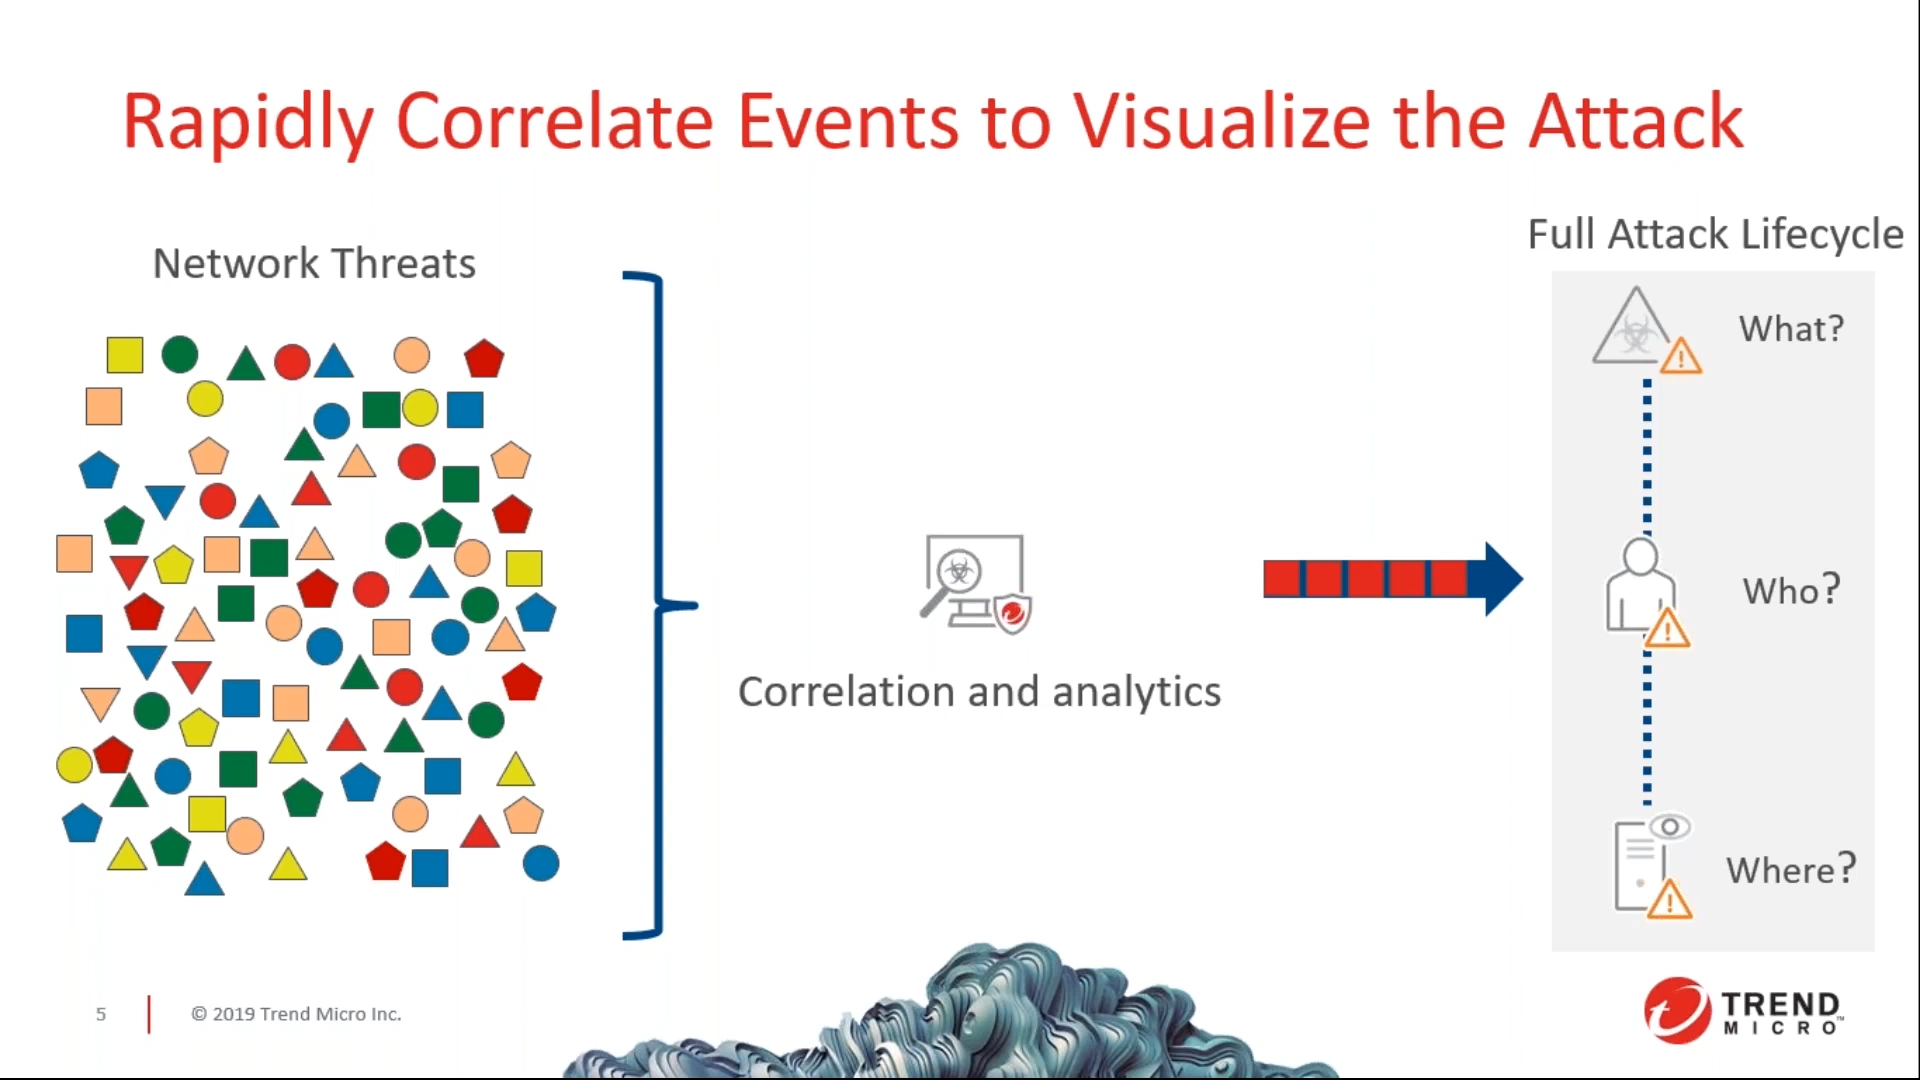 Rapidly Correlate Events to Visualize the Attack
Network Threats
Full Attack Lifecycle
What?
Who?
Where?
Correlation and analytics
5
© 2019 Trend Micro Inc.
TREND
MICRO™